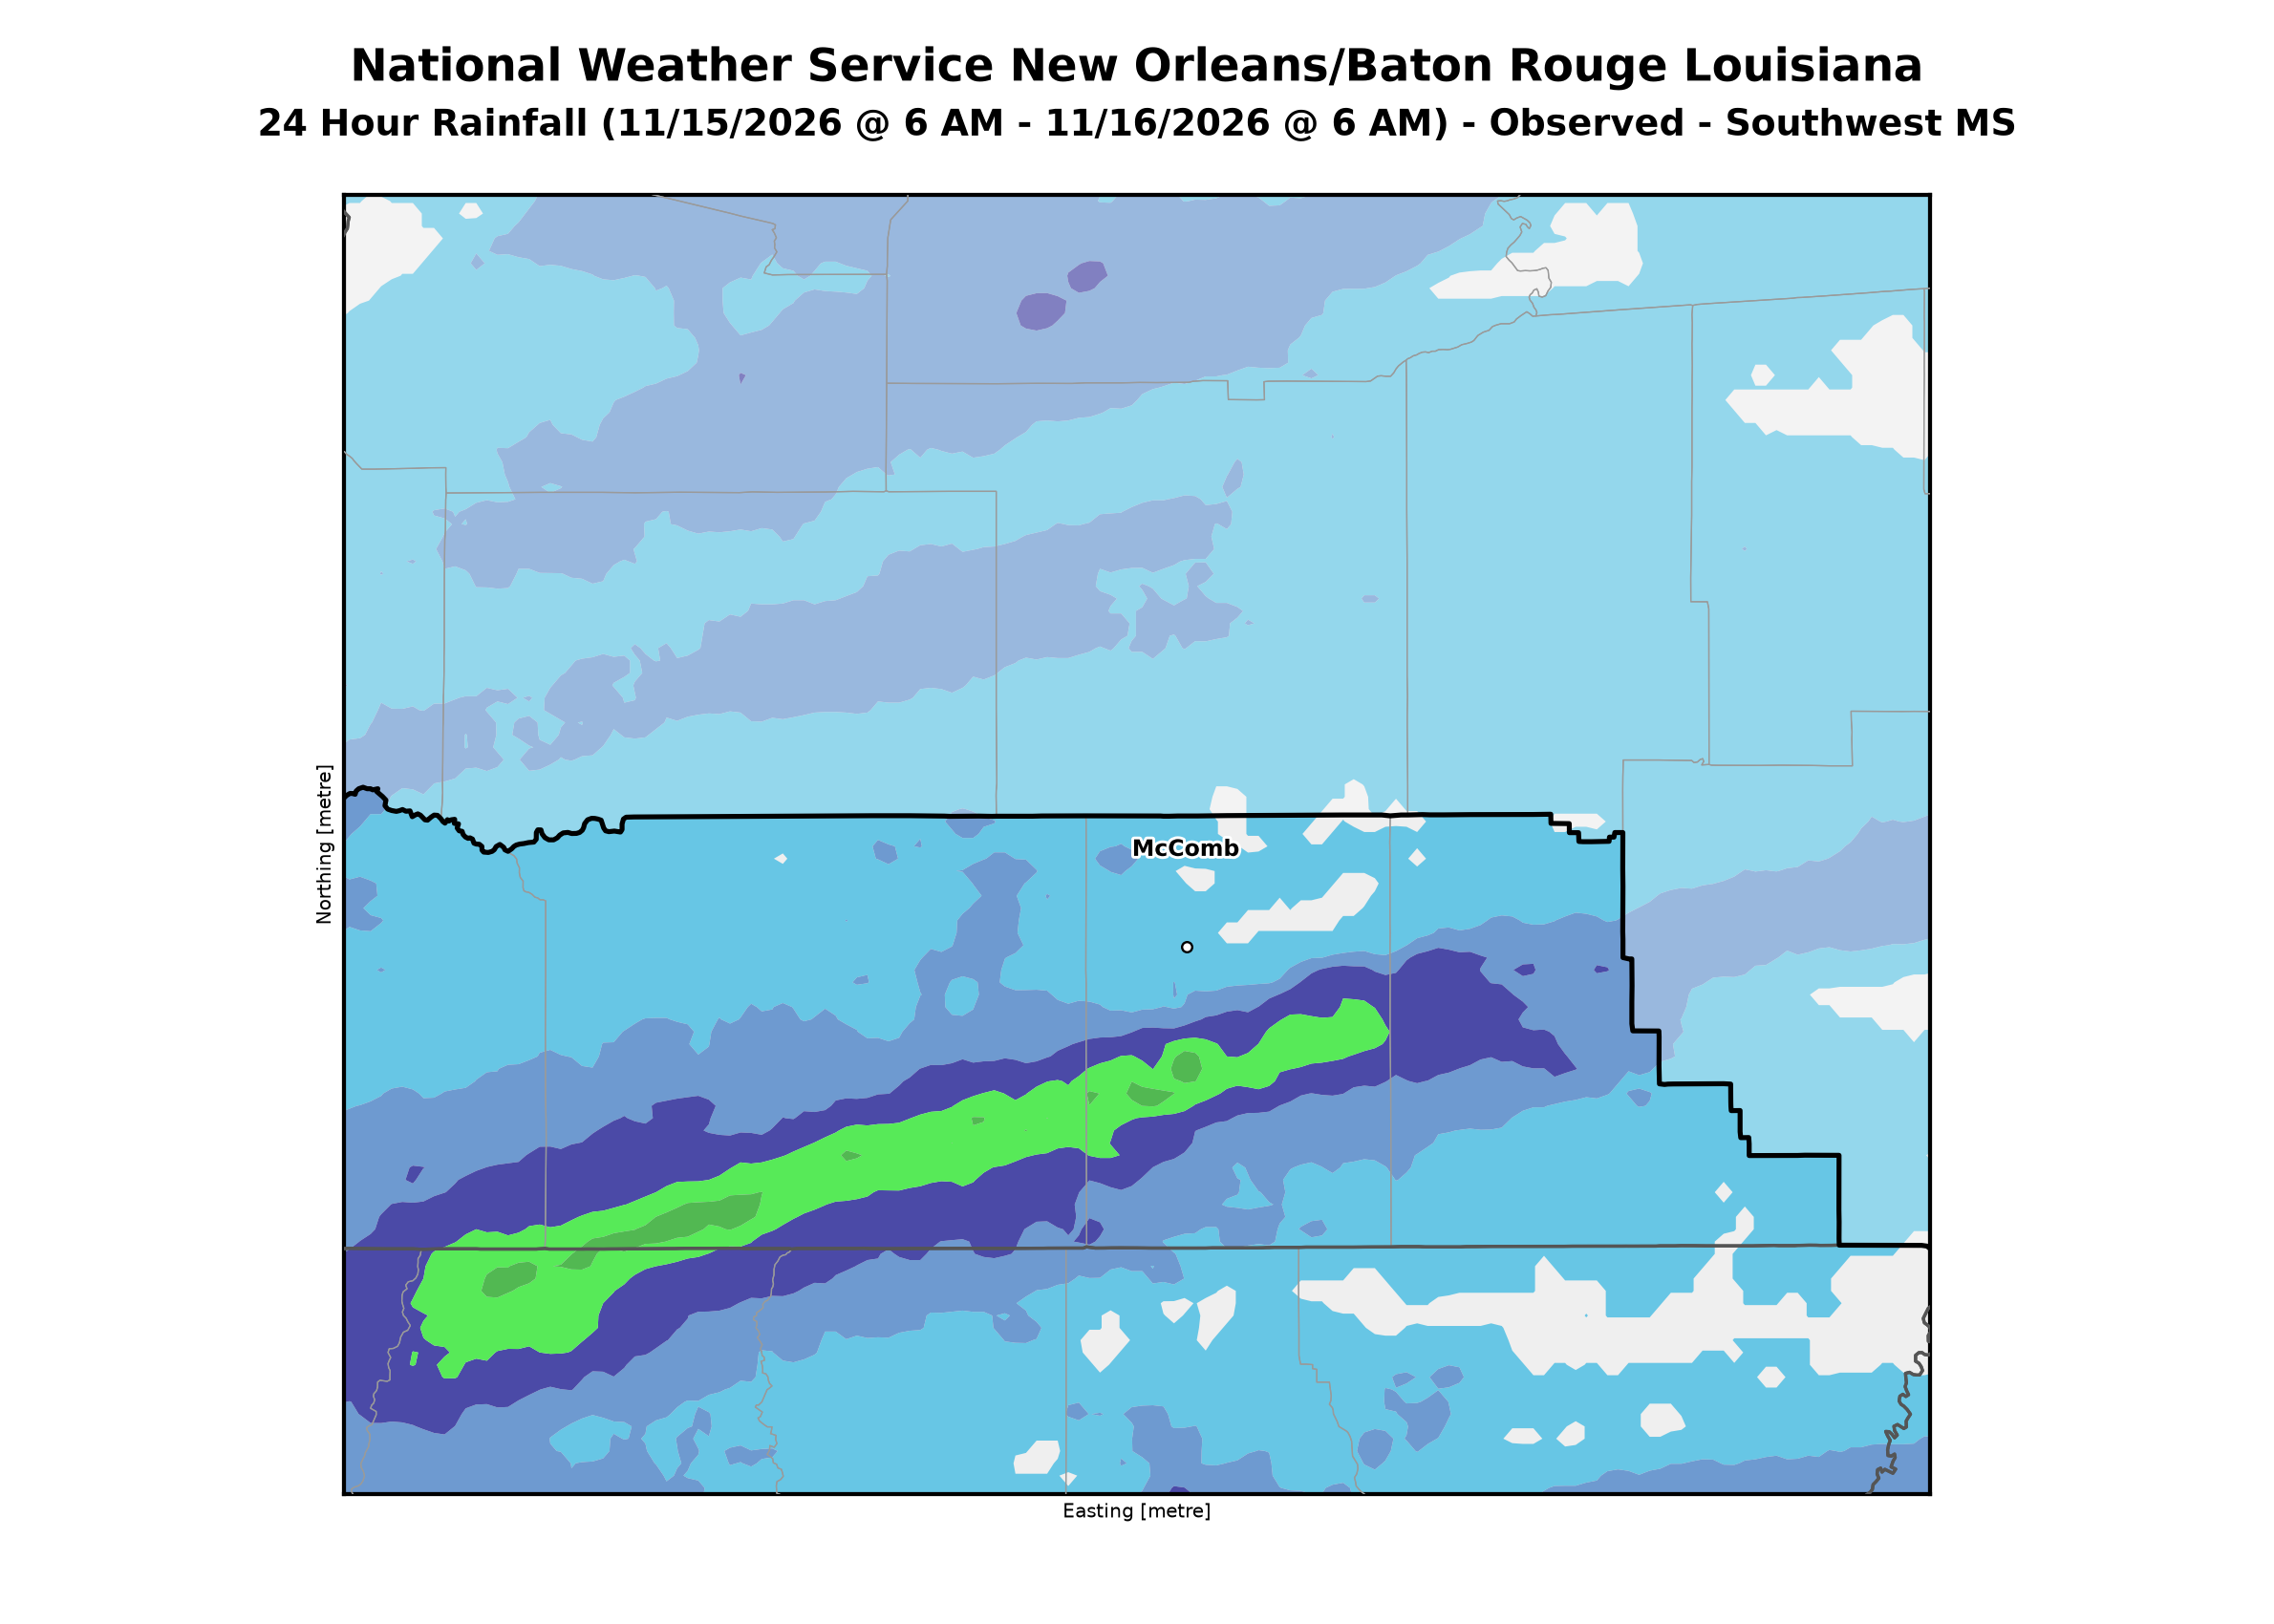 National Weather Service New Orleans/Baton Rouge Louisiana
24 Hour Rainfall (11/15/2026 @ 6 AM - 11/16/2026 @ 6 AM) - Observed - Southwest MS
Northing [metre]
McComb
Easting [metre]